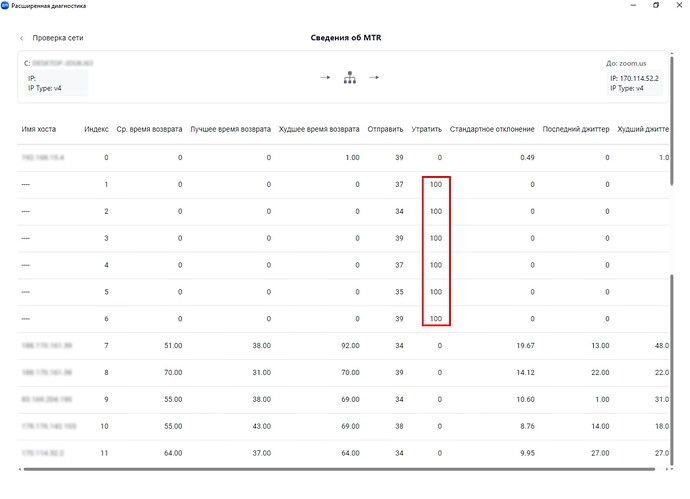 Расширенная диагностика
Проверка сети
Сведения об MTR
С:
До: zoom.us
IP:
IP Type: v4
IP: 170.114.52.2
IP Type: v4
Имя хоста Индекс Ср. время возврата Лучшее время возврата Худшее время возврата Отправить Утратить Стандартное отклонение Последний джиттер Худший джитте
0 0 0 1.00 39 0 0.49 0 1.0
---- 1 0 0 0 37 100 0 0 0
---- 2 0 0 0 34 100 0 0 0
---- 3 0 0 0 39 100 0 0 0
---- 4 0 0 0 37 100 0 0 0
---- 5 0 0 0 35 100 0 0 0
---- 6 0 0 0 39 100 0 0 0
7 51.00 38.00 92.00 34 0 19.67 13.00 48.0
8 70.00 31.00 70.00 39 0 14.12 22.00 22.0
9 55.00 38.00 69.00 34 0 10.60 1.00 31.0
10 55.00 43.00 69.00 38 0 8.76 14.00 18.0
11 64.00 37.00 64.00 34 0 9.95 27.00 27.0